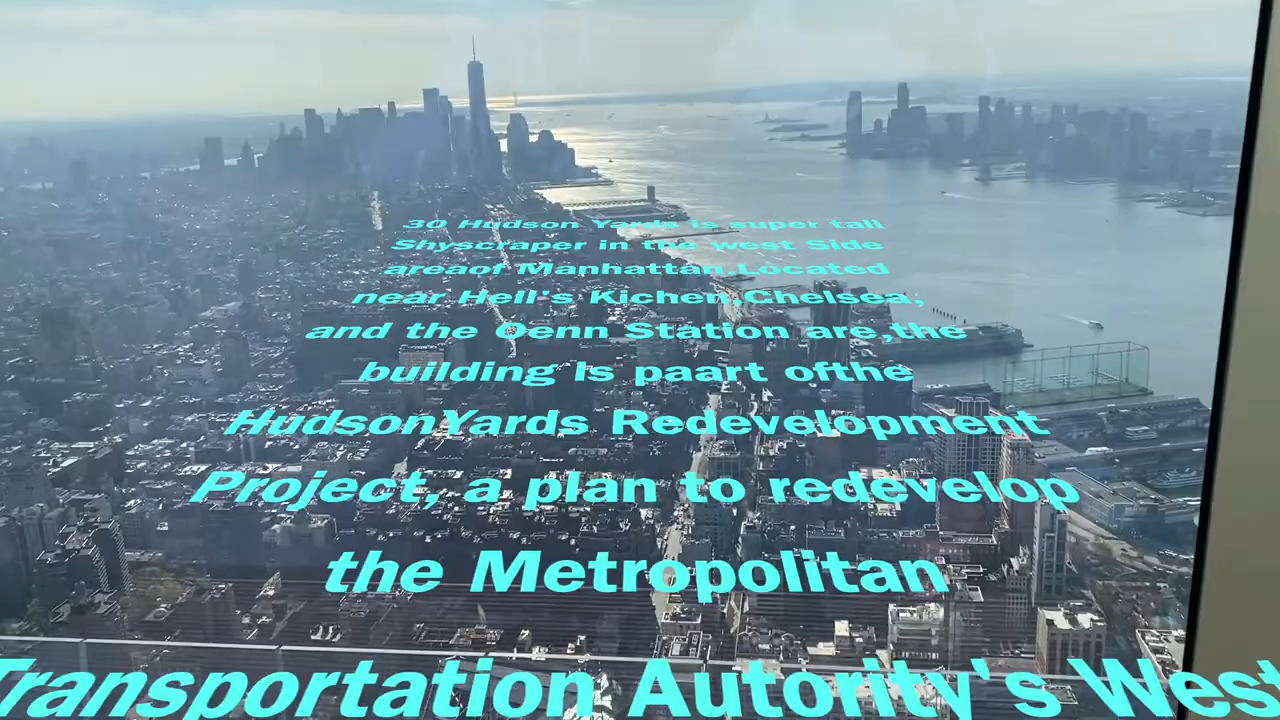 30 Hudson Yards is super tall
Shyscraper in the west Side
areaof Manhattan.Located
near Hell's Kichen,Chelsea,
and the Oenn Station are,the
building Is paart ofthe
HudsonYards Redevelopment
Project, a plan to redevelop
the Metropolitan
Transportation Autority's West